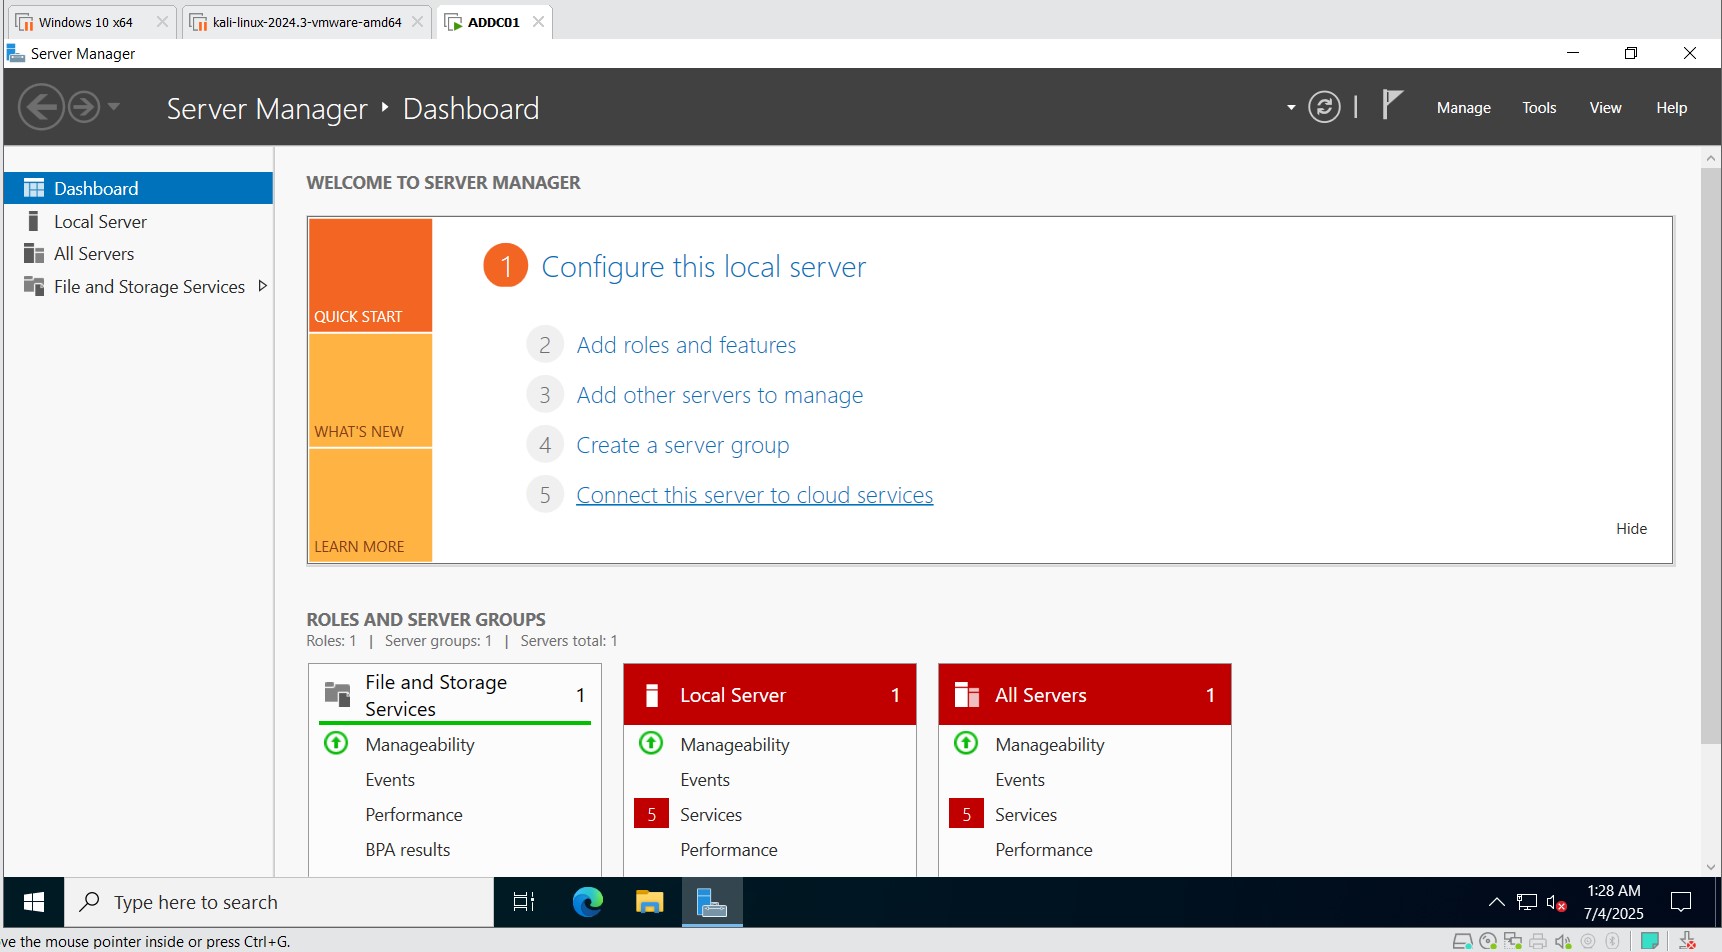 Windows 10 x64
kali-linux-2024.3-vmware-amd64
ADDC01
Server Manager
Server Manager
Dashboard
Manage
Tools
View
Help
Dashboard
Local Server
All Servers
File and Storage Services
WELCOME TO SERVER MANAGER
QUICK START
WHAT'S NEW
LEARN MORE
1 Configure this local server
2 Add roles and features
3 Add other servers to manage
4 Create a server group
5 Connect this server to cloud services
Hide
ROLES AND SERVER GROUPS
Roles: 1 | Server groups: 1 | Servers total: 1
File and Storage
Services
1
Manageability
Events
Performance
BPA results
Local Server 1
Manageability
Events
5 Services
Performance
All Servers 1
Manageability
Events
5 Services
Performance
Type here to search
1:28 AM
7/4/2025
ve the mouse pointer inside or press Ctrl+G.